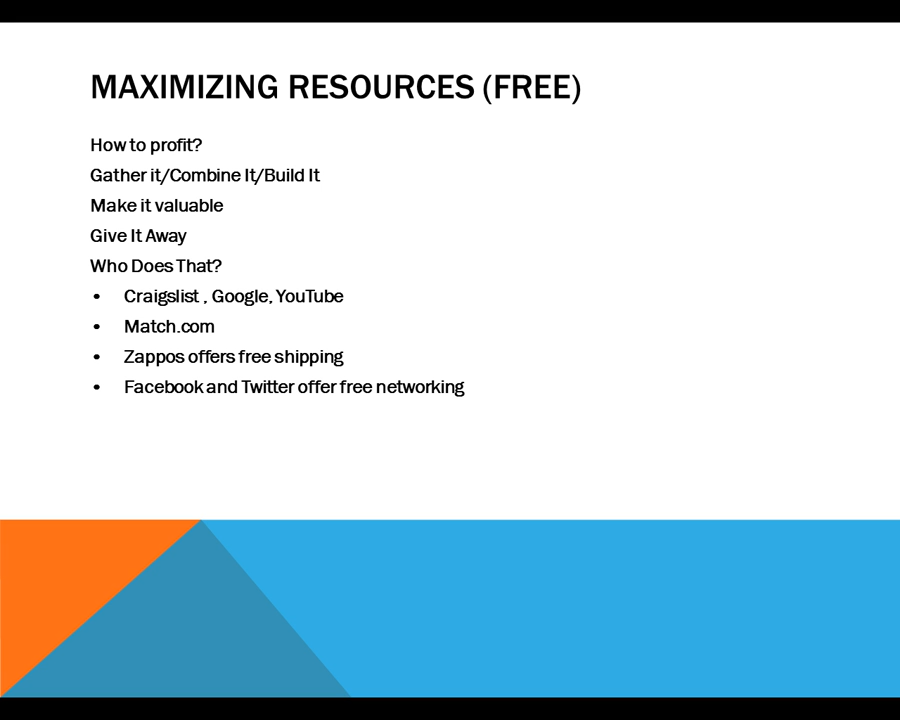 MAXIMIZING RESOURCES (FREE)
How to profit?
Gather it/Combine It/Build It
Make it valuable
Give It Away
Who Does That?
• Craigslist , Google, YouTube
• Match.com
• Zappos offers free shipping
• Facebook and Twitter offer free networking